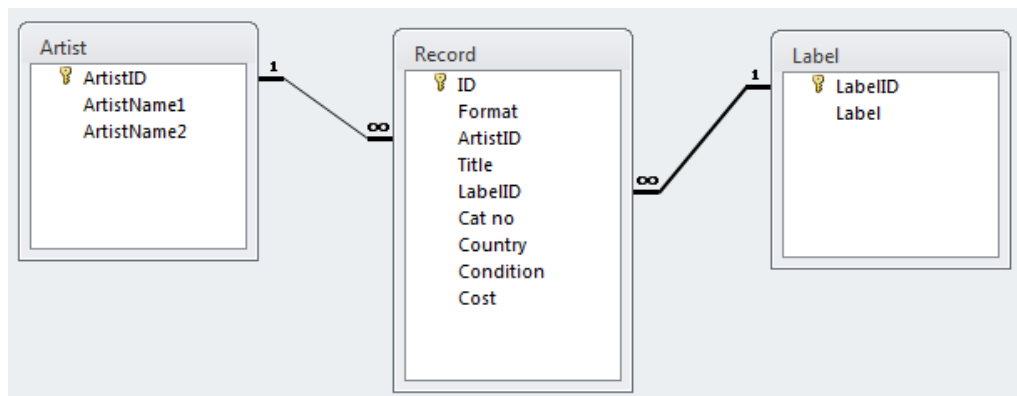 Artist
ArtistID
ArtistName1
ArtistName2
1
∞
Record
ID
Format
ArtistID
Title
LabelID
Cat no
Country
Condition
Cost
∞
1
Label
LabelID
Label